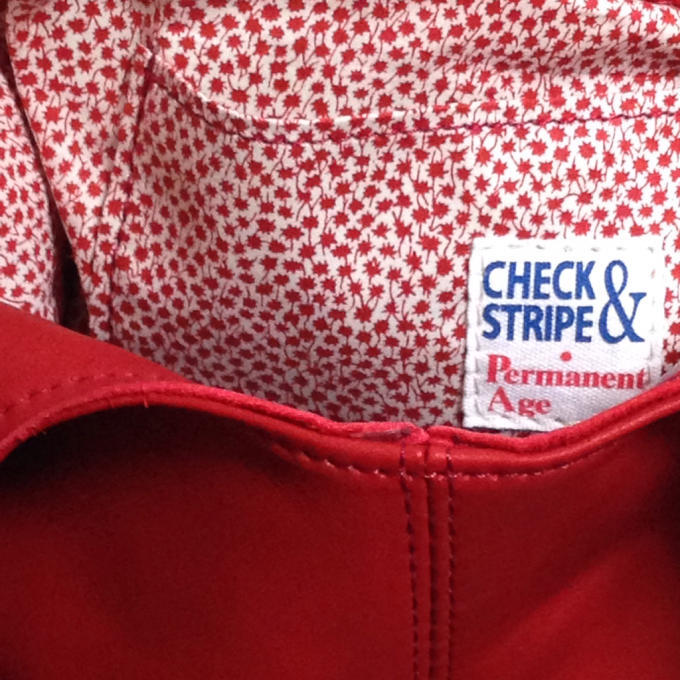 CHECK &
STRIPE
Permanent
Age